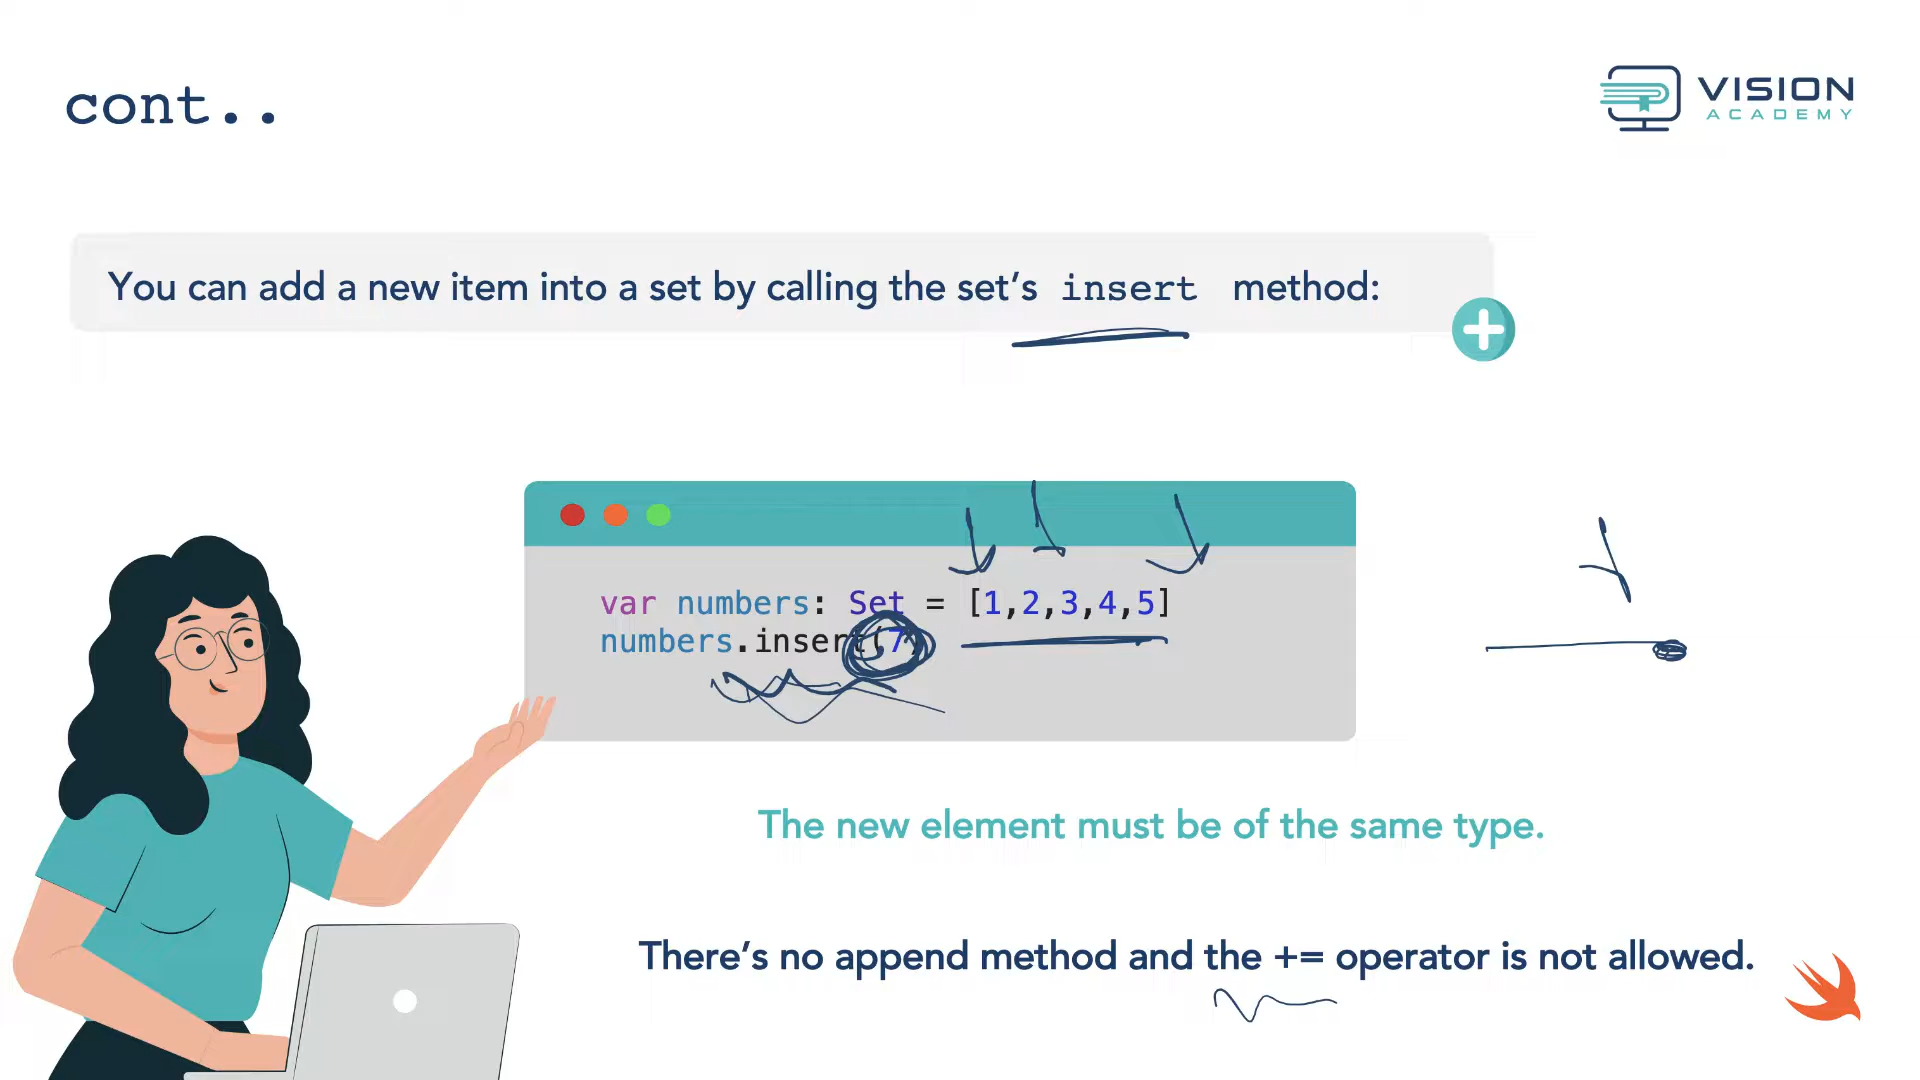 cont..
VISION
ACADEMY
You can add a new item into a set by calling the set’s insert method:
var numbers: Set = [1,2,3,4,5]
numbers.insert(7)
The new element must be of the same type.
There’s no append method and the += operator is not allowed.